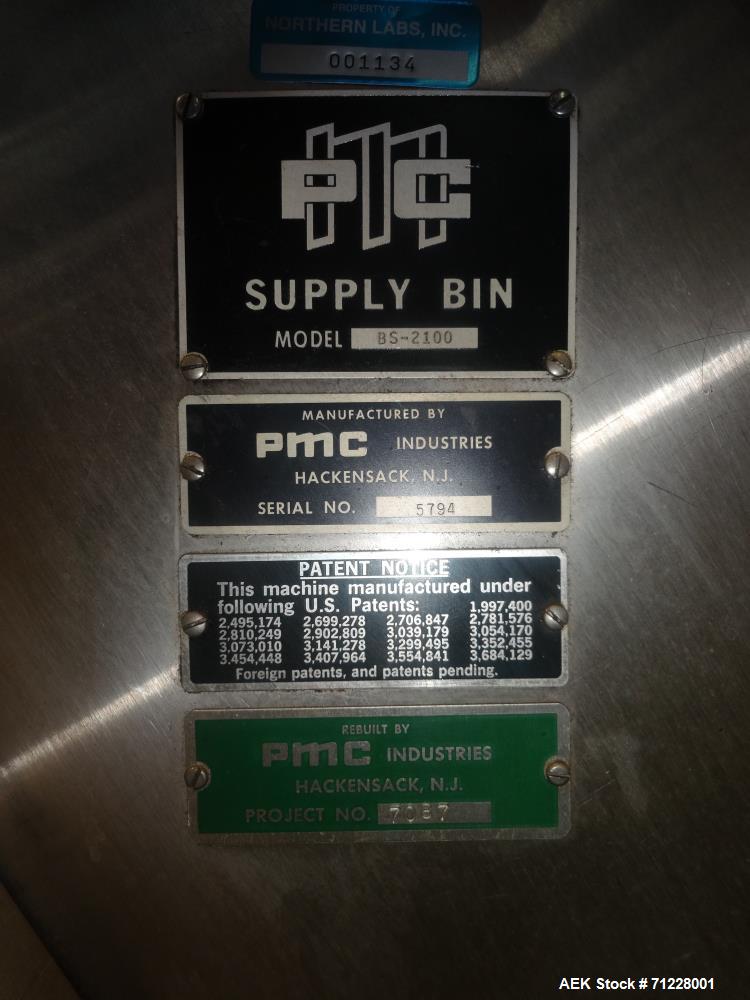 PROPERTY OF
NORTHERN LABS, INC.
001134
PMC
SUPPLY BIN
MODEL BS-2100
MANUFACTURED BY
PMC INDUSTRIES
HACKENSACK, N.J.
SERIAL NO. 5794
PATENT NOTICE
This machine manufactured under
following U.S. Patents: 1,997,400
2,495,174 2,699,278 2,706,847 2,781,576
2,810,249 2,902,809 3,039,179 3,054,170
3,073,010 3,141,278 3,299,495 3,352,455
3,454,448 3,407,964 3,554,841 3,684,129
Foreign patents, and patents pending.
REBUILT BY
PMC INDUSTRIES
HACKENSACK, N.J.
PROJECT NO. 7087
AEK Stock # 71228001